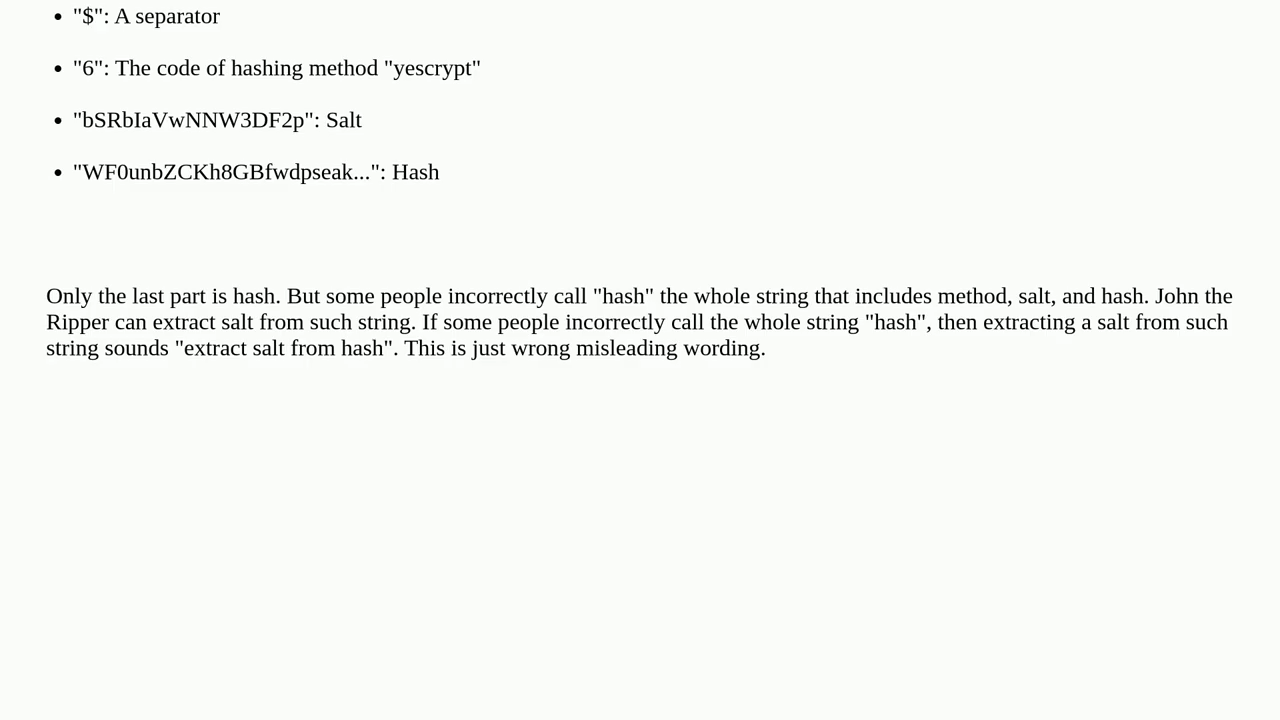 • "$": A separator
• "6": The code of hashing method "yescrypt"
• "bSRbIaVwNNW3DF2p": Salt
• "WF0unbZCKh8GBfwdpseak...": Hash
Only the last part is hash. But some people incorrectly call "hash" the whole string that includes method, salt, and hash. John the
Ripper can extract salt from such string. If some people incorrectly call the whole string "hash", then extracting a salt from such
string sounds "extract salt from hash". This is just wrong misleading wording.